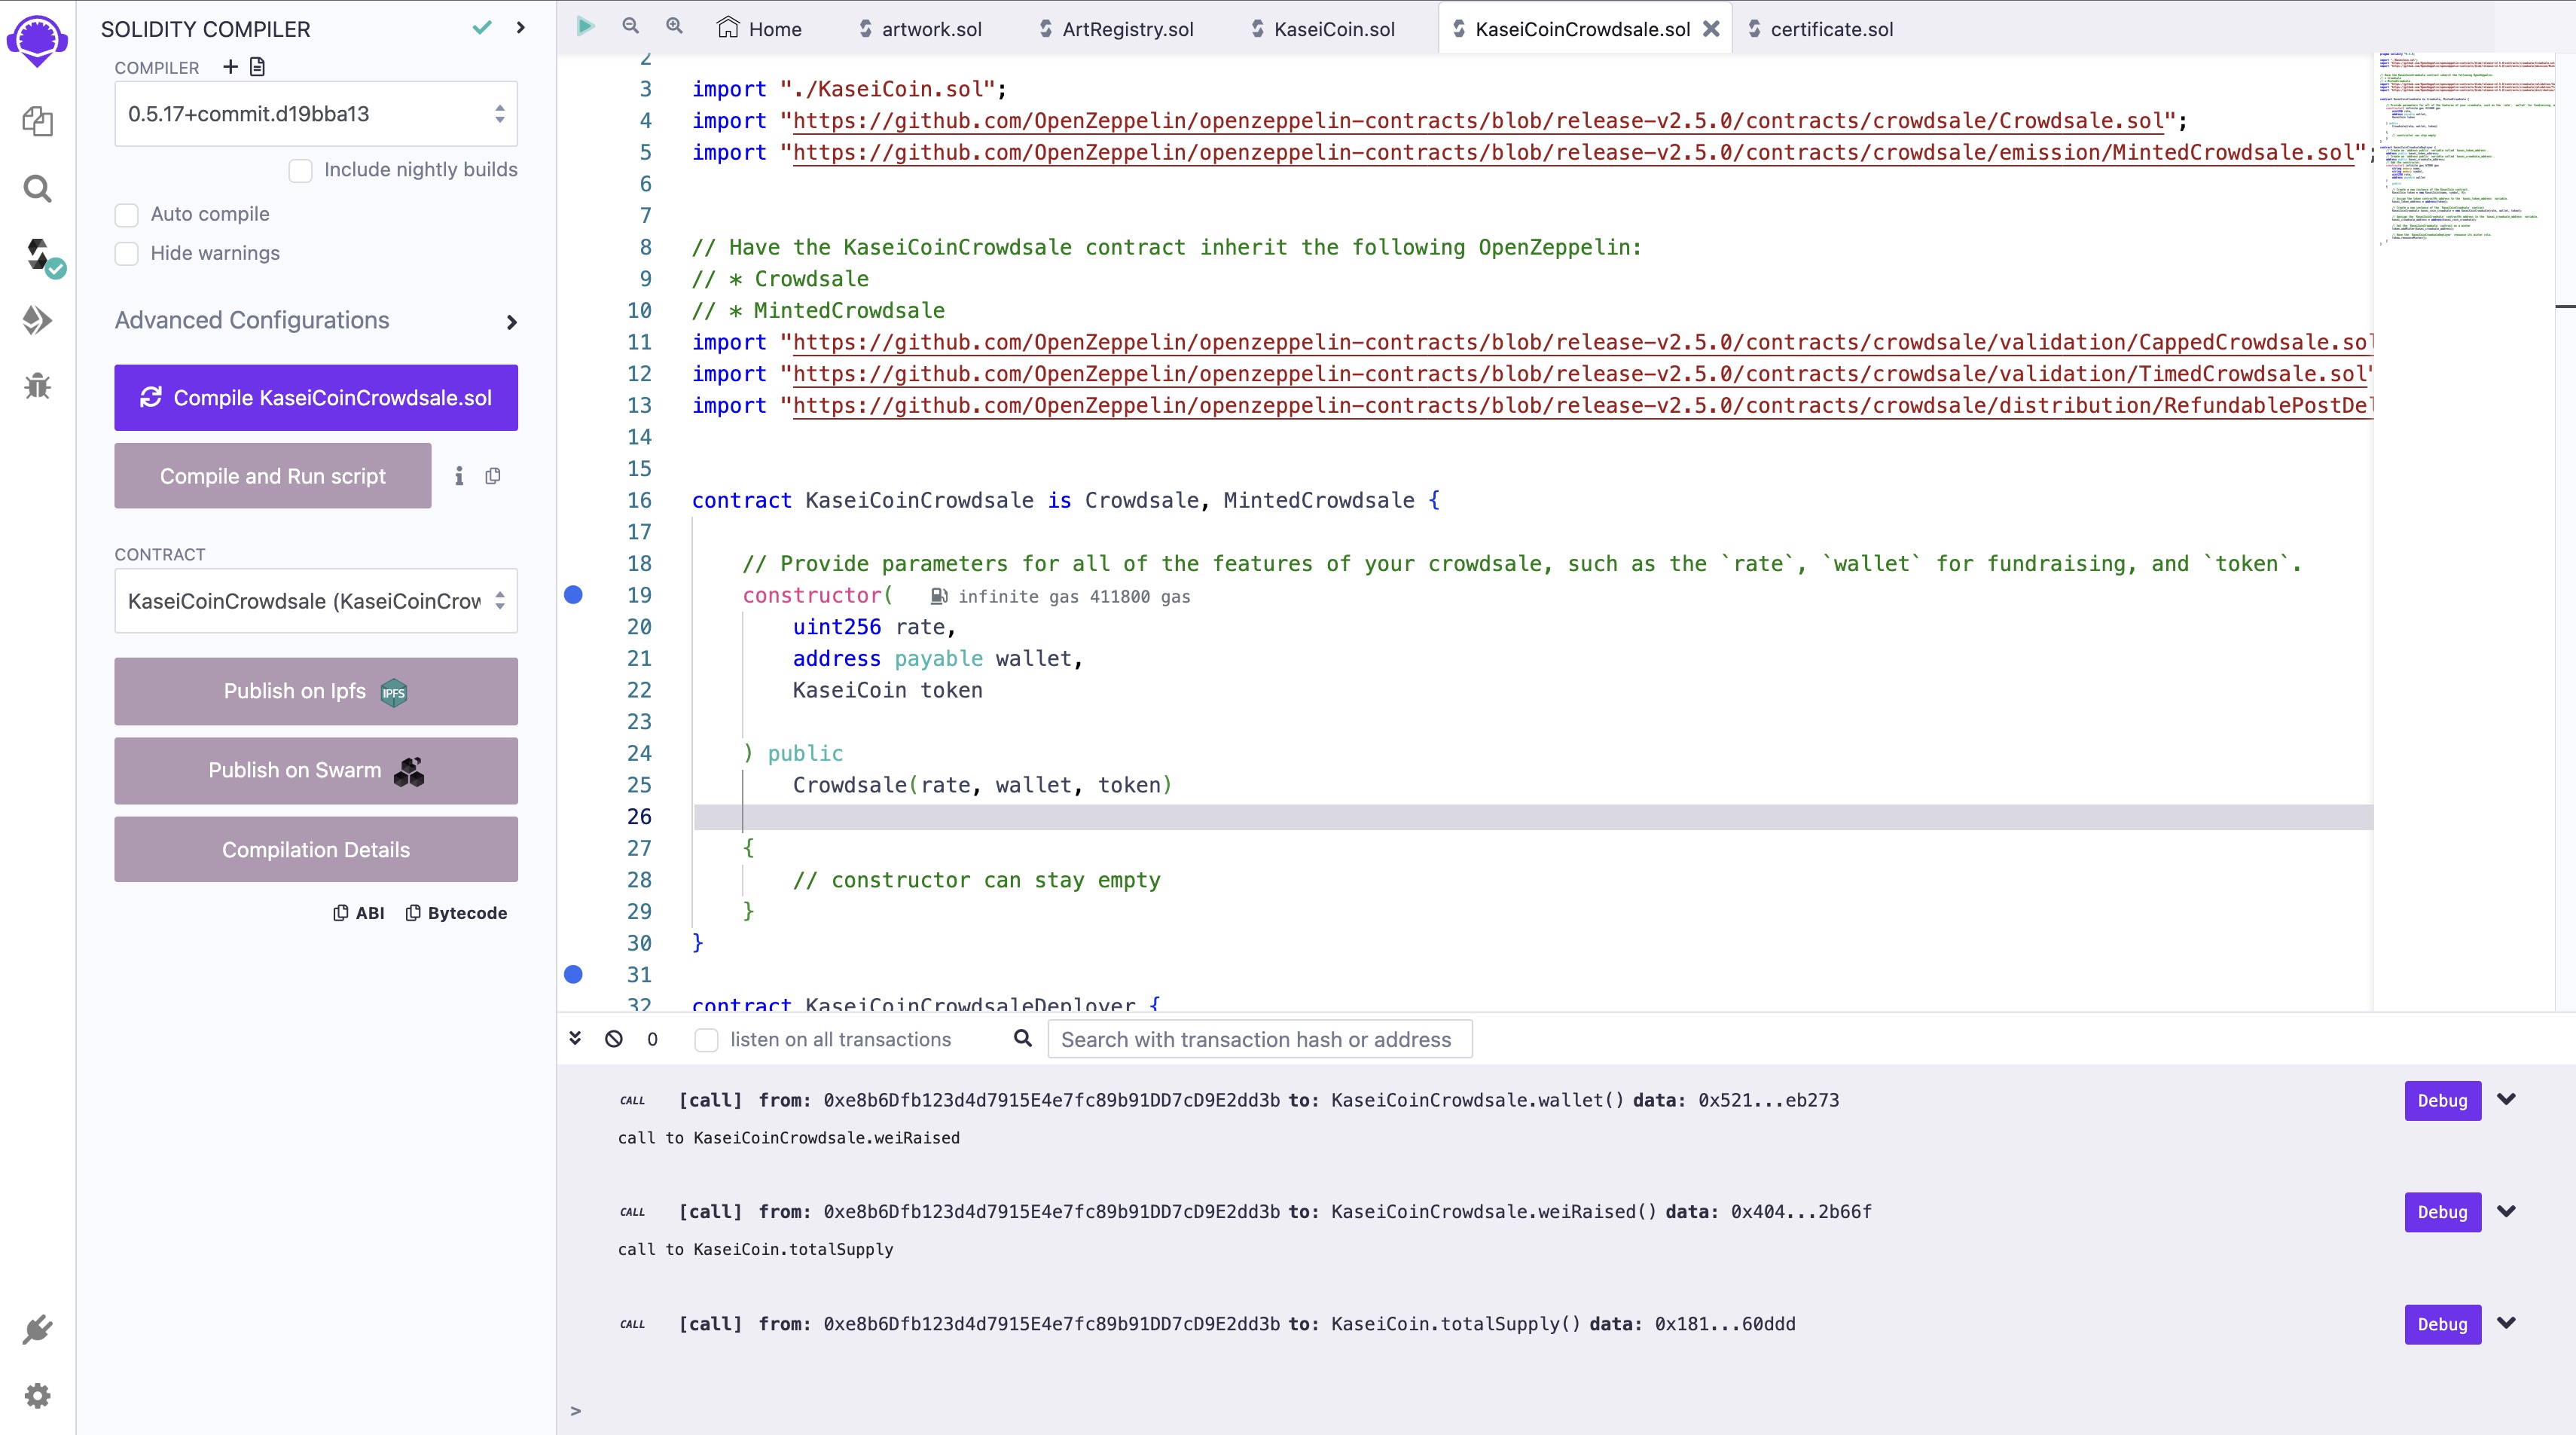 SOLIDITY COMPILER
COMPILER
0.5.17+commit.d19bba13
Include nightly builds
Auto compile
Hide warnings
Advanced Configurations
Compile KaseiCoinCrowdsale.sol
Compile and Run script
CONTRACT
KaseiCoinCrowdsale (KaseiCoinCrow
Publish on Ipfs
IPFS
Publish on Swarm
Compilation Details
ABI Bytecode
Home artwork.sol ArtRegistry.sol KaseiCoin.sol KaseiCoinCrowdsale.sol certificate.sol
2
3 import "./KaseiCoin.sol";
4 import "https://github.com/OpenZeppelin/openzeppelin-contracts/blob/release-v2.5.0/contracts/crowdsale/Crowdsale.sol";
5 import "https://github.com/OpenZeppelin/openzeppelin-contracts/blob/release-v2.5.0/contracts/crowdsale/emission/MintedCrowdsale.sol";
6
7
8 // Have the KaseiCoinCrowdsale contract inherit the following OpenZeppelin:
9 // * Crowdsale
10 // * MintedCrowdsale
11 import "https://github.com/OpenZeppelin/openzeppelin-contracts/blob/release-v2.5.0/contracts/crowdsale/validation/CappedCrowdsale.sol
12 import "https://github.com/OpenZeppelin/openzeppelin-contracts/blob/release-v2.5.0/contracts/crowdsale/validation/TimedCrowdsale.sol"
13 import "https://github.com/OpenZeppelin/openzeppelin-contracts/blob/release-v2.5.0/contracts/crowdsale/distribution/RefundablePostDel
14
15
16 contract KaseiCoinCrowdsale is Crowdsale, MintedCrowdsale {
17
18 // Provide parameters for all of the features of your crowdsale, such as the `rate`, `wallet` for fundraising, and `token`.
19 constructor( infinite gas 411800 gas
20 uint256 rate,
21 address payable wallet,
22 KaseiCoin token
23
24 ) public
25 Crowdsale(rate, wallet, token)
26
27 {
28 // constructor can stay empty
29 }
30 }
31
32 contract KaseiCoinCrowdsaleDeployer {
0 listen on all transactions Search with transaction hash or address
CALL [call] from: 0xe8b6Dfb123d4d7915E4e7fc89b91DD7cD9E2dd3b to: KaseiCoinCrowdsale.wallet() data: 0x521...eb273 Debug
call to KaseiCoinCrowdsale.weiRaised
CALL [call] from: 0xe8b6Dfb123d4d7915E4e7fc89b91DD7cD9E2dd3b to: KaseiCoinCrowdsale.weiRaised() data: 0x404...2b66f Debug
call to KaseiCoin.totalSupply
CALL [call] from: 0xe8b6Dfb123d4d7915E4e7fc89b91DD7cD9E2dd3b to: KaseiCoin.totalSupply() data: 0x181...60ddd Debug
>